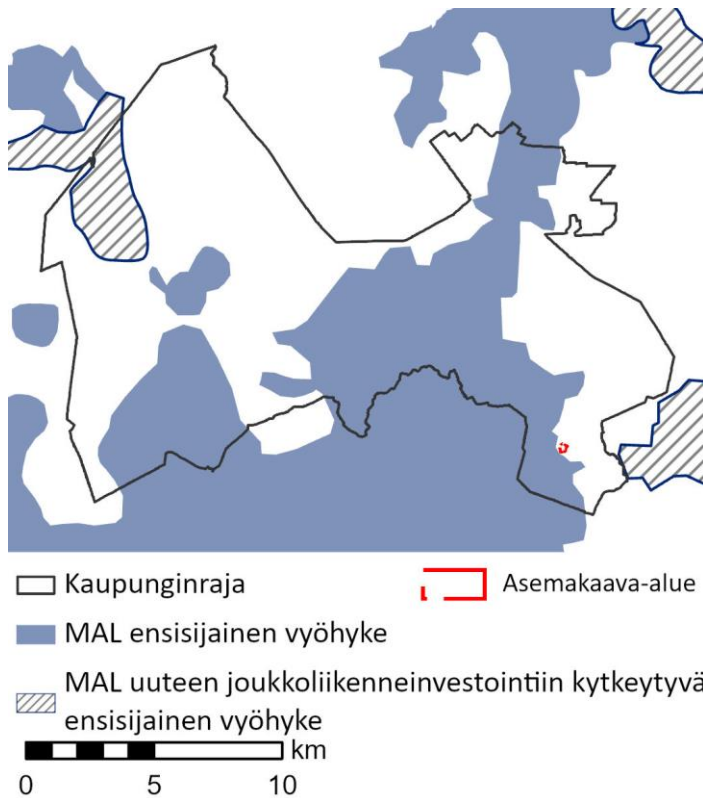 Kaupunginraja
Asemakaava-alue
MAL ensisijainen vyöhyke
MAL uuteen joukkoliikenneinvestointiin kytkeytyvä
ensisijainen vyöhyke
km
0 5 10